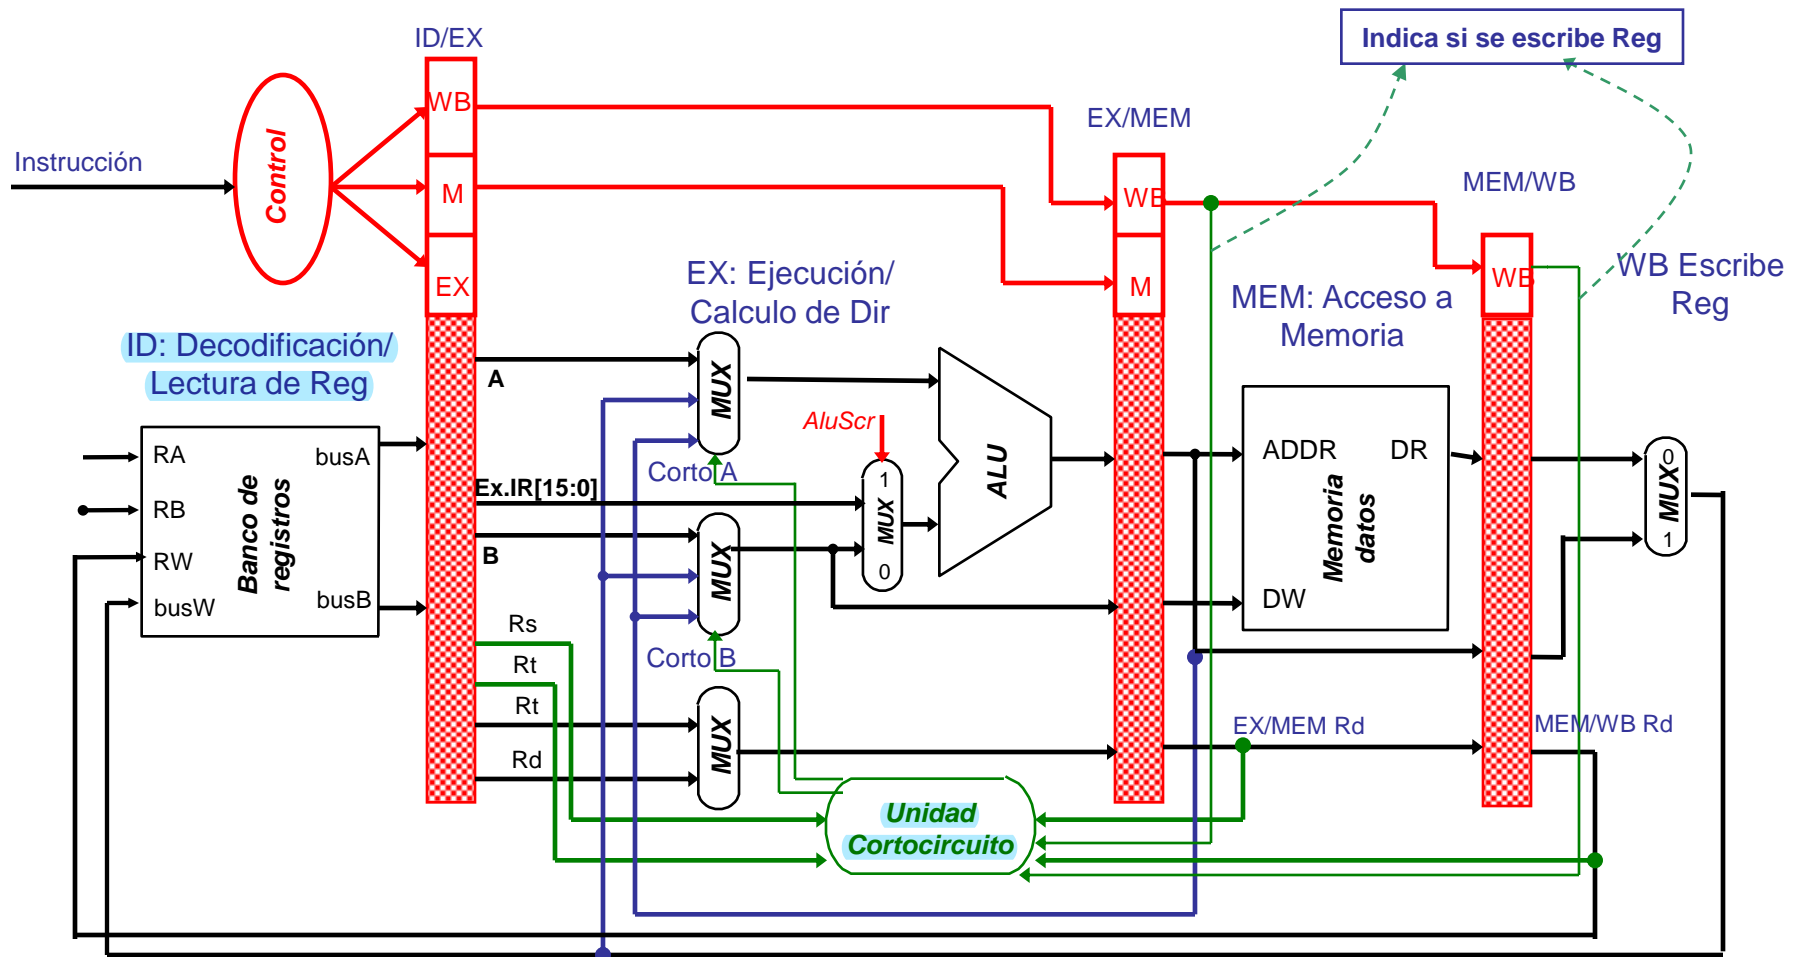 ID/EX
Indica si se escribe Reg
WB
EX/MEM
Control
Instrucción
M
WB
MEM/WB
EX
M
WB
WB Escribe
Reg
EX: Ejecución/
Calculo de Dir
MEM: Acceso a
Memoria
ID: Decodificación/
Lectura de Reg
A
MUX
AluScr
RA
busA
Banco de
registros
RB
RW
busW
busB
Corto A
Ex.IR[15:0]
1
MUX
0
ALU
ADDR
DR
Memoria
datos
DW
0
MUX
1
B
MUX
Rs
Corto B
Rt
Rt
Rd
MUX
EX/MEM Rd
MEM/WB Rd
Unidad
Cortocircuito